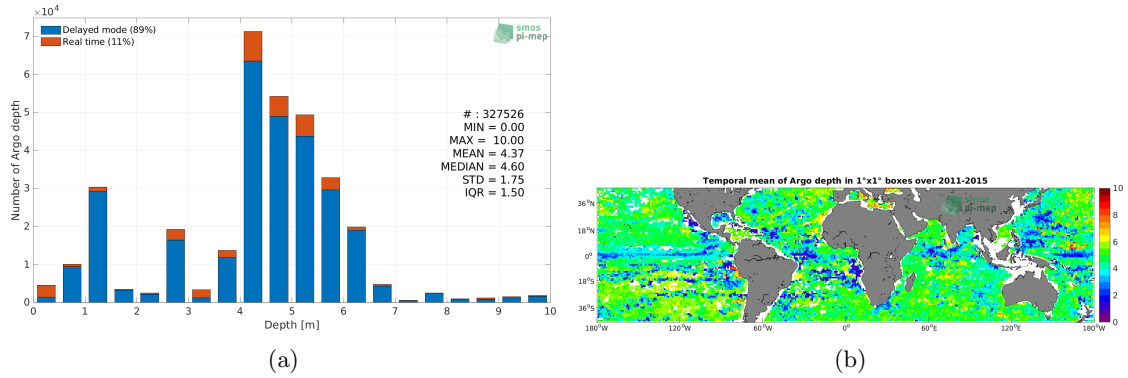 ×10⁴
Delayed mode (89%)
Real time (11%)
smos
pi-mep
7
6
5
4
3
2
1
0
Number of Argo depth
# : 327526
MIN = 0.00
MAX = 10.00
MEAN = 4.37
MEDIAN = 4.60
STD = 1.75
IQR = 1.50
0 1 2 3 4 5 6 7 8 9 10
Depth [m]
(a)
Temporal mean of Argo depth in 1°x1° boxes over 2011-2015
smos
pi-mep
36°N
18°N
0°
18°S
36°S
180°W 120°W 60°W 0° 60°E 120°E 180°W
10
8
6
4
2
0
(b)